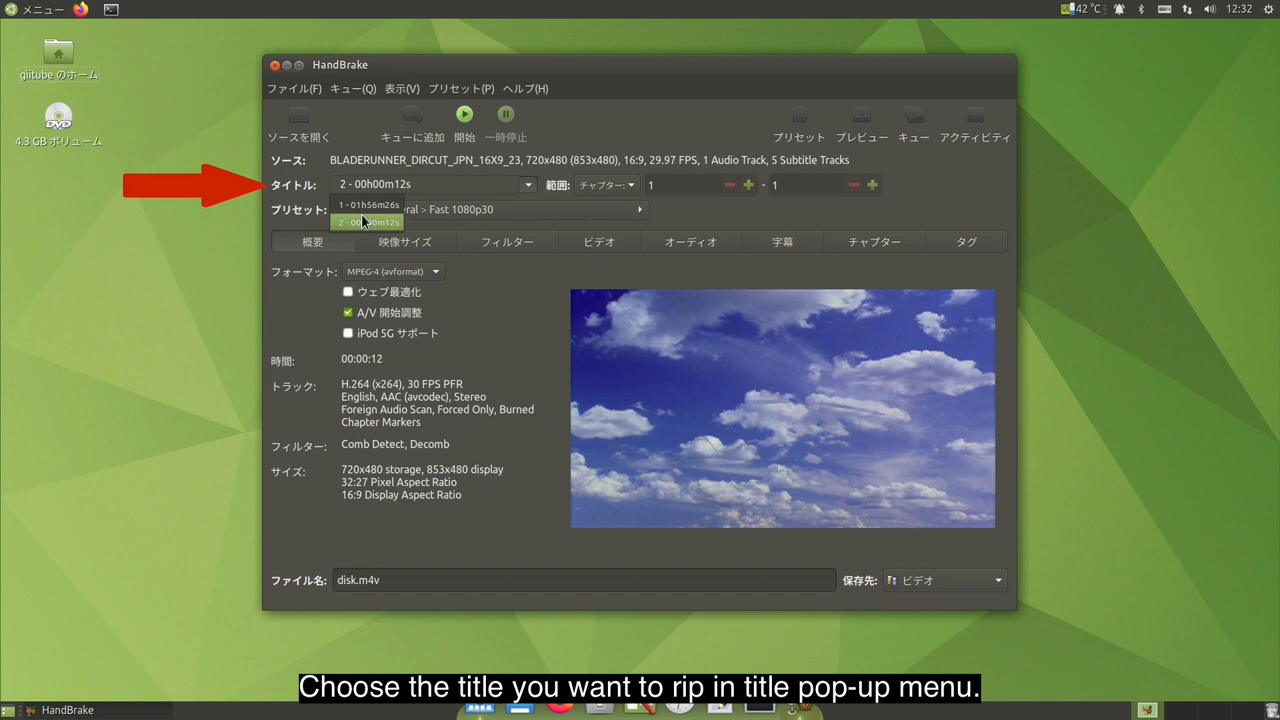 メニュー
42 ℃
12:32
giitube のホーム
DVD
4.3 GB ボリューム
HandBrake
ファイル(F) キュー(Q) 表示(V) プリセット(P) ヘルプ(H)
ソースを開く キューに追加 開始 一時停止 プリセット プレビュー キュー アクティビティ
ソース: BLADERUNNER_DIRCUT_JPN_16X9_23, 720x480 (853x480), 16:9, 29.97 FPS, 1 Audio Track, 5 Subtitle Tracks
タイトル: 2 - 00h00m12s 範囲: チャプター: 1 - 1
1 - 01h56m26s
プリセット: ral > Fast 1080p30
概要 映像サイズ フィルター ビデオ オーディオ 字幕 チャプター タグ
フォーマット: MPEG-4 (avformat)
ウェブ最適化
A/V 開始調整
iPod 5G サポート
時間: 00:00:12
トラック: H.264 (x264), 30 FPS PFR
English, AAC (avcodec), Stereo
Foreign Audio Scan, Forced Only, Burned
Chapter Markers
フィルター: Comb Detect, Decomb
サイズ: 720x480 storage, 853x480 display
32:27 Pixel Aspect Ratio
16:9 Display Aspect Ratio
ファイル名: disk.m4v 保存先: ビデオ
Choose the title you want to rip in title pop-up menu.
HandBrake